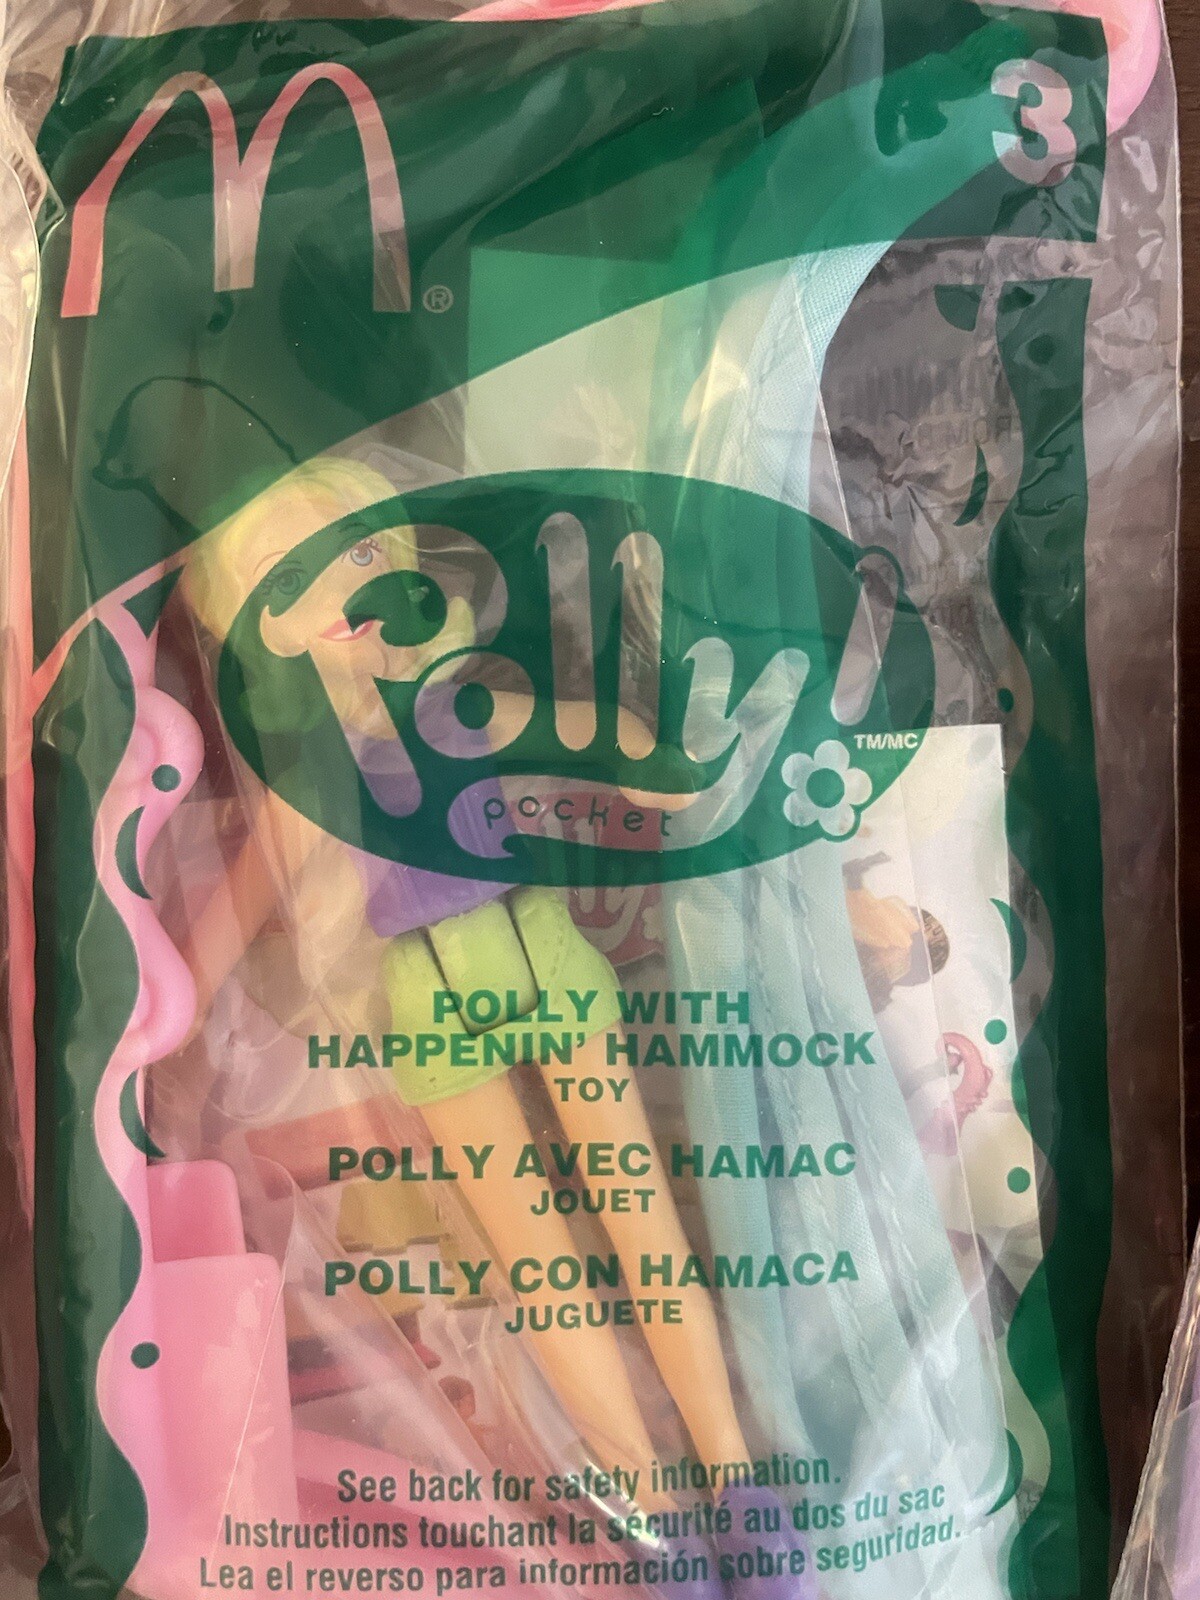 M®
3
Polly!
pocket
TM/MC
POLLY WITH
HAPPENIN' HAMMOCK
TOY
POLLY AVEC HAMAC
JOUET
POLLY CON HAMACA
JUGUETE
See back for safety information.
Instructions touchant la sécurité au dos du sac
Lea el reverso para información sobre seguridad.